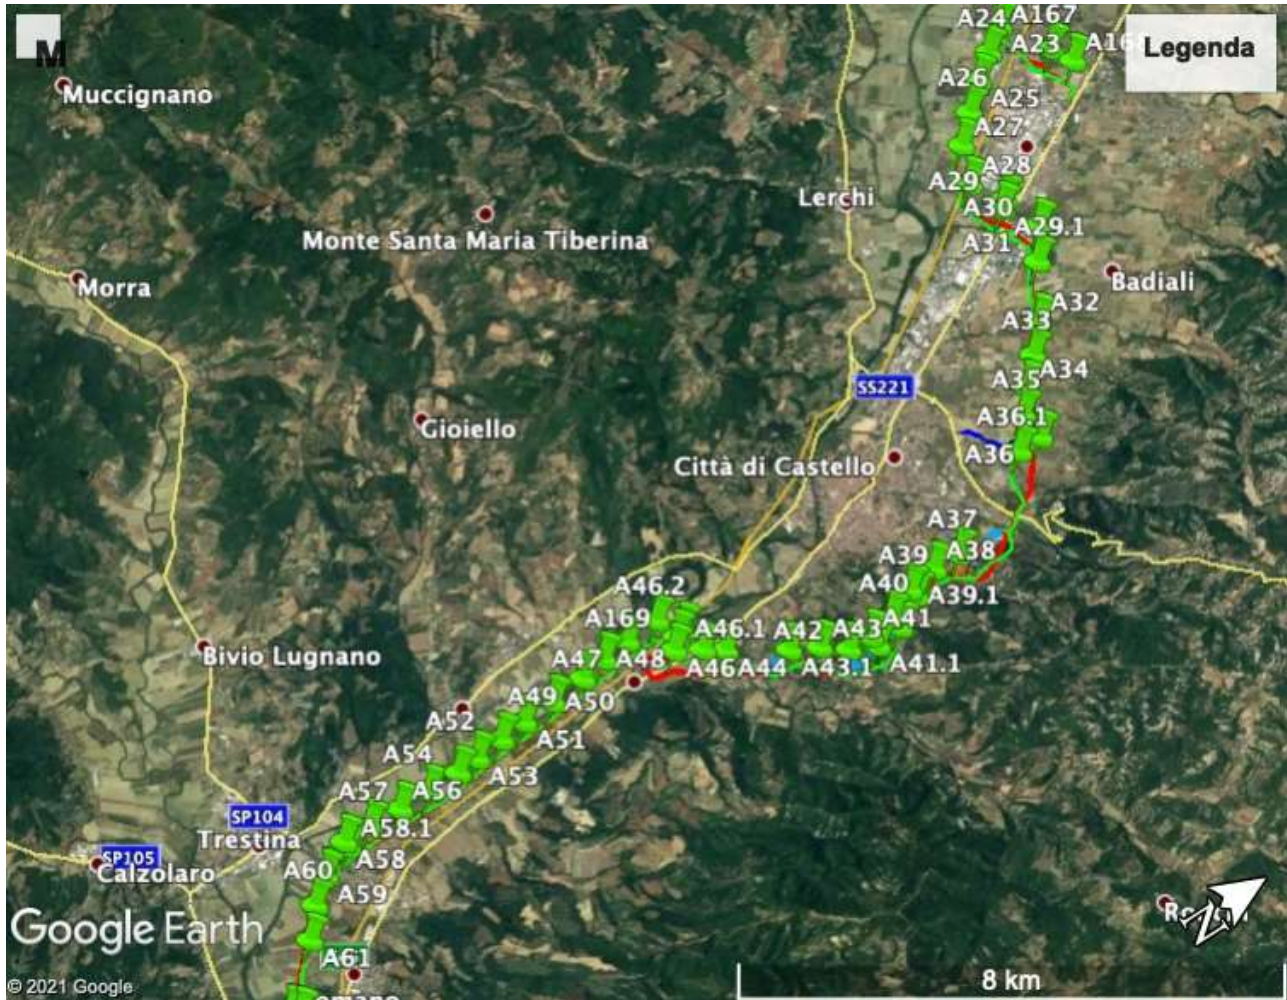 A24 A167
M Legenda
A23 A16
Muccignano
A26
A25
A27
A28
A29
Lerchi
A30 A29.1
Monte Santa Maria Tiberina
A31
Morra
Badiali
A32
A33
A34
A35
SS221
A36.1
Gioiello
A36
Città di Castello
A37
A38
A39
A40 A39.1
A46.2
A169
A46.1 A42 A43 A41
Bivio Lugnano
A47 A48 A46 A44 A43.1 A41.1
A49 A50
A52
A51
A54
A53
A57 A56
SP104
A58.1
Trestina
SP105
A58
Calzolaro
A60
A59
Google Earth
N
A61
8 km
© 2021 Google